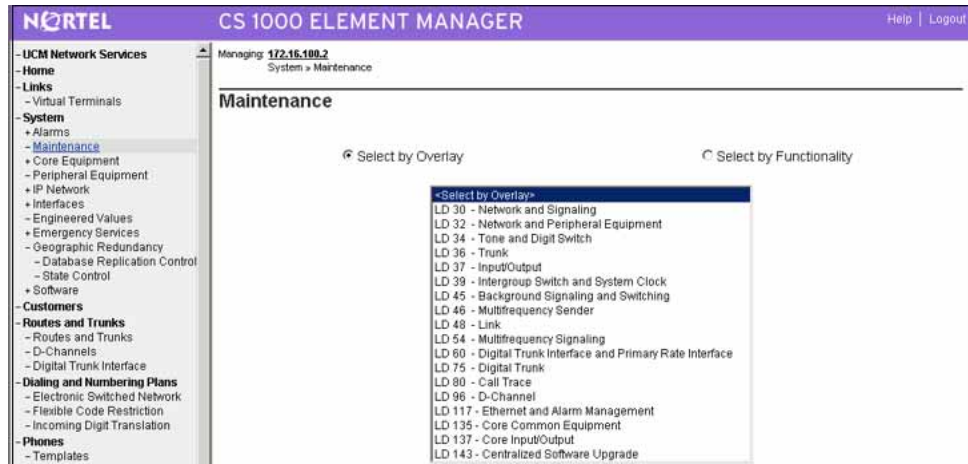 NORTEL
CS 1000 ELEMENT MANAGER
Help | Logout
- UCM Network Services
- Home
- Links
- Virtual Terminals
- System
+ Alarms
- Maintenance
+ Core Equipment
- Peripheral Equipment
+ IP Network
+ Interfaces
- Engineered Values
+ Emergency Services
- Geographic Redundancy
- Database Replication Control
- State Control
+ Software
- Customers
- Routes and Trunks
- Routes and Trunks
- D-Channels
- Digital Trunk Interface
- Dialing and Numbering Plans
- Electronic Switched Network
- Flexible Code Restriction
- Incoming Digit Translation
- Phones
- Templates
Managing: 172.16.100.2
System » Maintenance
Maintenance
Select by Overlay
Select by Functionality
<Select by Overlay>
LD 30 - Network and Signaling
LD 32 - Network and Peripheral Equipment
LD 34 - Tone and Digit Switch
LD 36 - Trunk
LD 37 - Input/Output
LD 39 - Intergroup Switch and System Clock
LD 45 - Background Signaling and Switching
LD 46 - Multifrequency Sender
LD 48 - Link
LD 54 - Multifrequency Signaling
LD 60 - Digital Trunk Interface and Primary Rate Interface
LD 75 - Digital Trunk
LD 80 - Call Trace
LD 96 - D-Channel
LD 117 - Ethernet and Alarm Management
LD 135 - Core Common Equipment
LD 137 - Core Input/Output
LD 143 - Centralized Software Upgrade